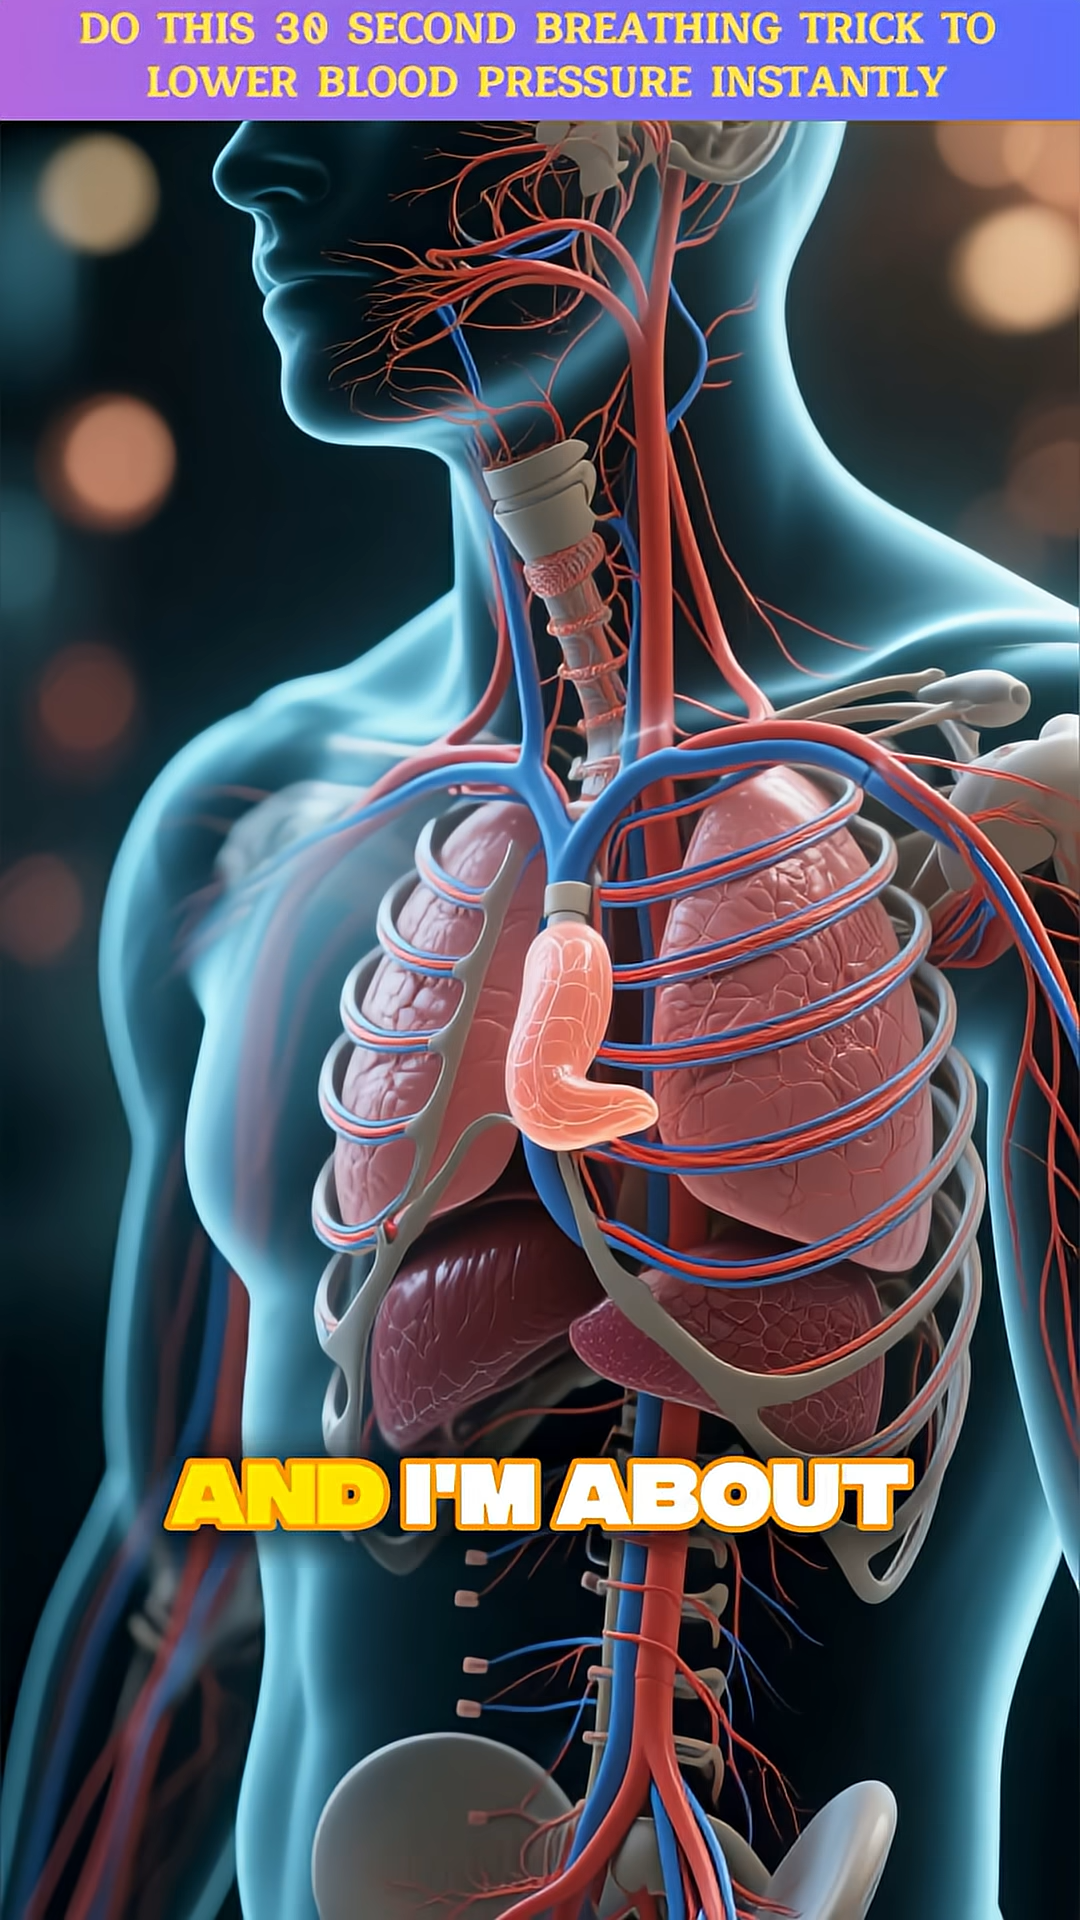 DO THIS 30 SECOND BREATHING TRICK TO
LOWER BLOOD PRESSURE INSTANTLY
AND I'M ABOUT